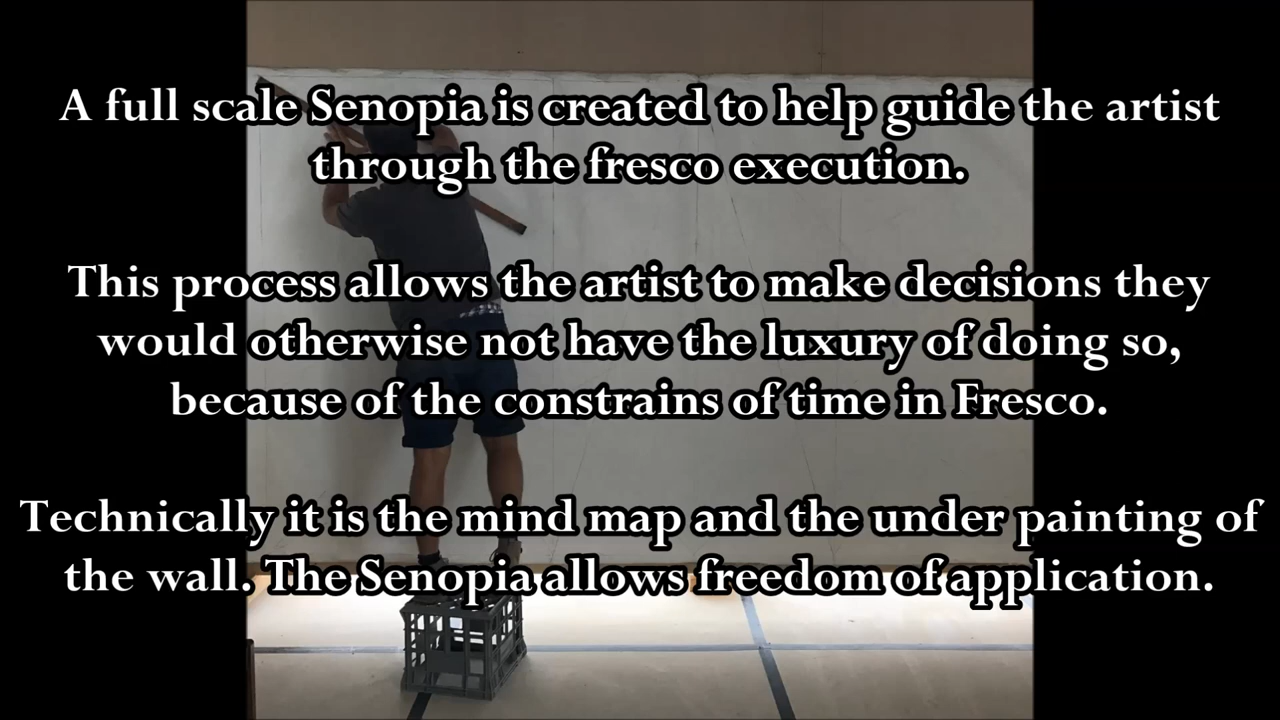 A full scale Senopia is created to help guide the artist
through the fresco execution.
This process allows the artist to make decisions they
would otherwise not have the luxury of doing so,
because of the constrains of time in Fresco.
Technically it is the mind map and the under painting of
the wall. The Senopia allows freedom of application.